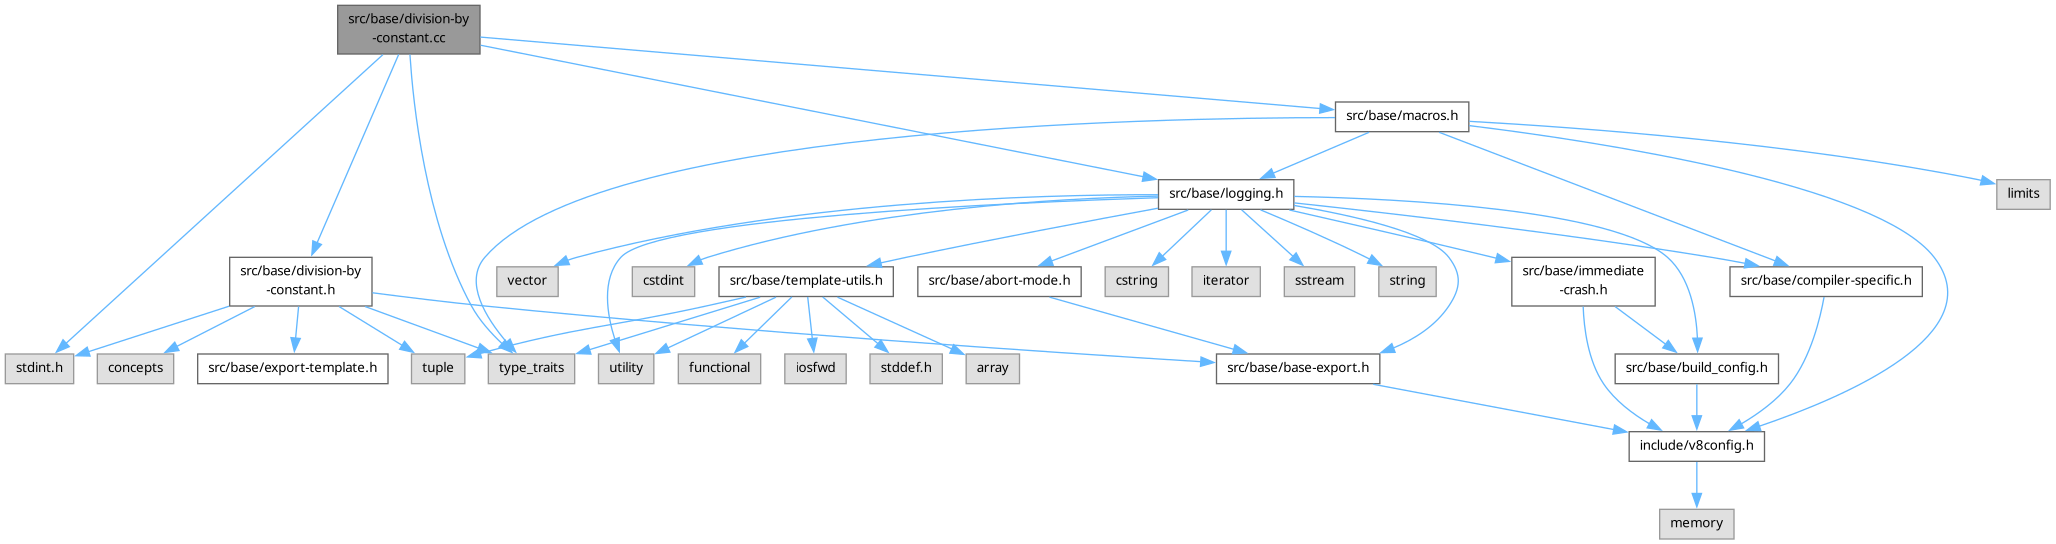 src/base/division-by
-constant.cc
src/base/macros.h
src/base/logging.h
limits
src/base/division-by
-constant.h
vector
cstdint
src/base/template-utils.h
src/base/abort-mode.h
cstring
iterator
sstream
string
src/base/immediate
-crash.h
src/base/compiler-specific.h
stdint.h
concepts
src/base/export-template.h
tuple
type_traits
utility
functional
iosfwd
stddef.h
array
src/base/base-export.h
src/base/build_config.h
include/v8config.h
memory